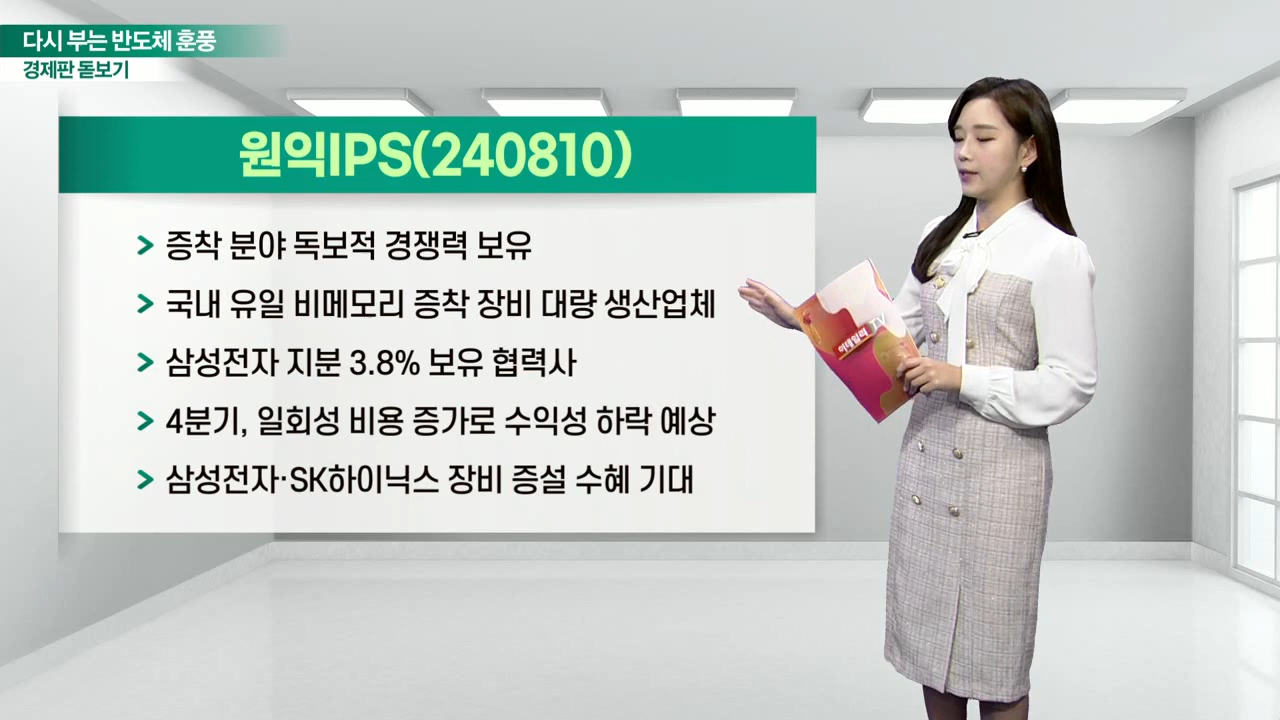 다시 부는 반도체 훈풍
경제판 돋보기
원익IPS(240810)
> 증착 분야 독보적 경쟁력 보유
> 국내 유일 비메모리 증착 장비 대량 생산업체
> 삼성전자 지분 3.8% 보유 협력사
> 4분기, 일회성 비용 증가로 수익성 하락 예상
> 삼성전자·SK하이닉스 장비 증설 수혜 기대
이데일리 TV